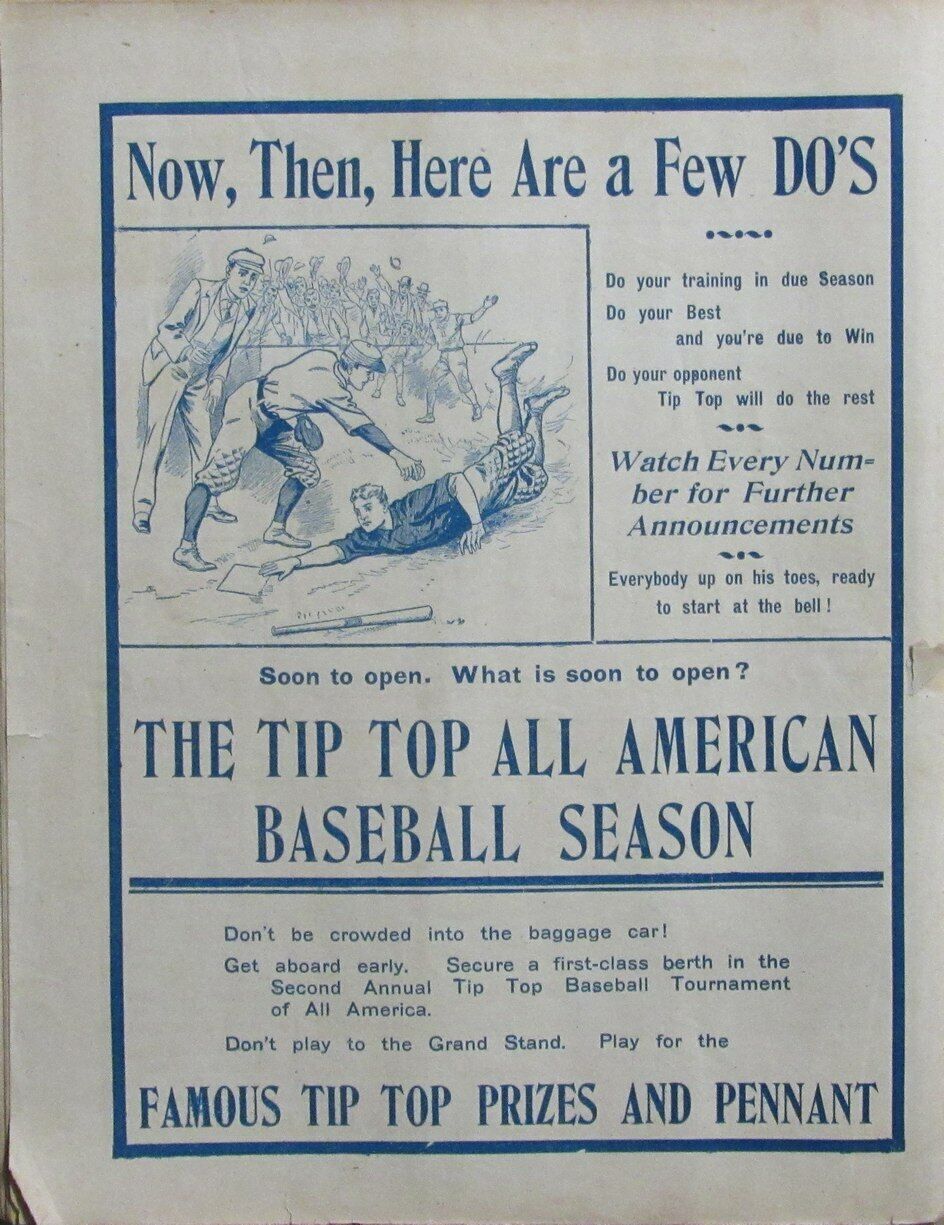 Now, Then, Here Are a Few DO'S
Do your training in due Season
Do your Best
and you're due to Win
Do your opponent
Tip Top will do the rest
Watch Every Num=
ber for Further
Announcements
Everybody up on his toes, ready
to start at the bell!
Soon to open. What is soon to open?
THE TIP TOP ALL AMERICAN
BASEBALL SEASON
Don't be crowded into the baggage car!
Get aboard early. Secure a first-class berth in the
Second Annual Tip Top Baseball Tournament
of All America.
Don't play to the Grand Stand. Play for the
FAMOUS TIP TOP PRIZES AND PENNANT